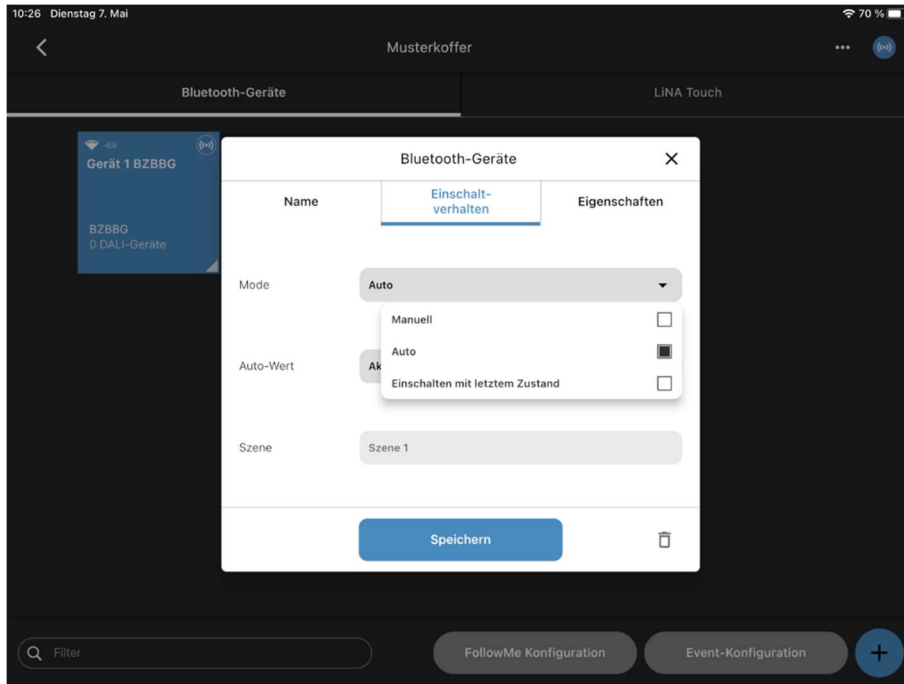 10:26 Dienstag 7. Mai
70 %
Musterkoffer
Bluetooth-Geräte
LiNA Touch
-69
Gerät 1 BZBBG
BZBBG
0 DALI-Geräte
Bluetooth-Geräte
Name
Einschalt-
verhalten
Eigenschaften
Mode
Auto
Manuell
Auto
Einschalten mit letztem Zustand
Auto-Wert
Ak
Szene
Szene 1
Speichern
Filter
FollowMe Konfiguration
Event-Konfiguration